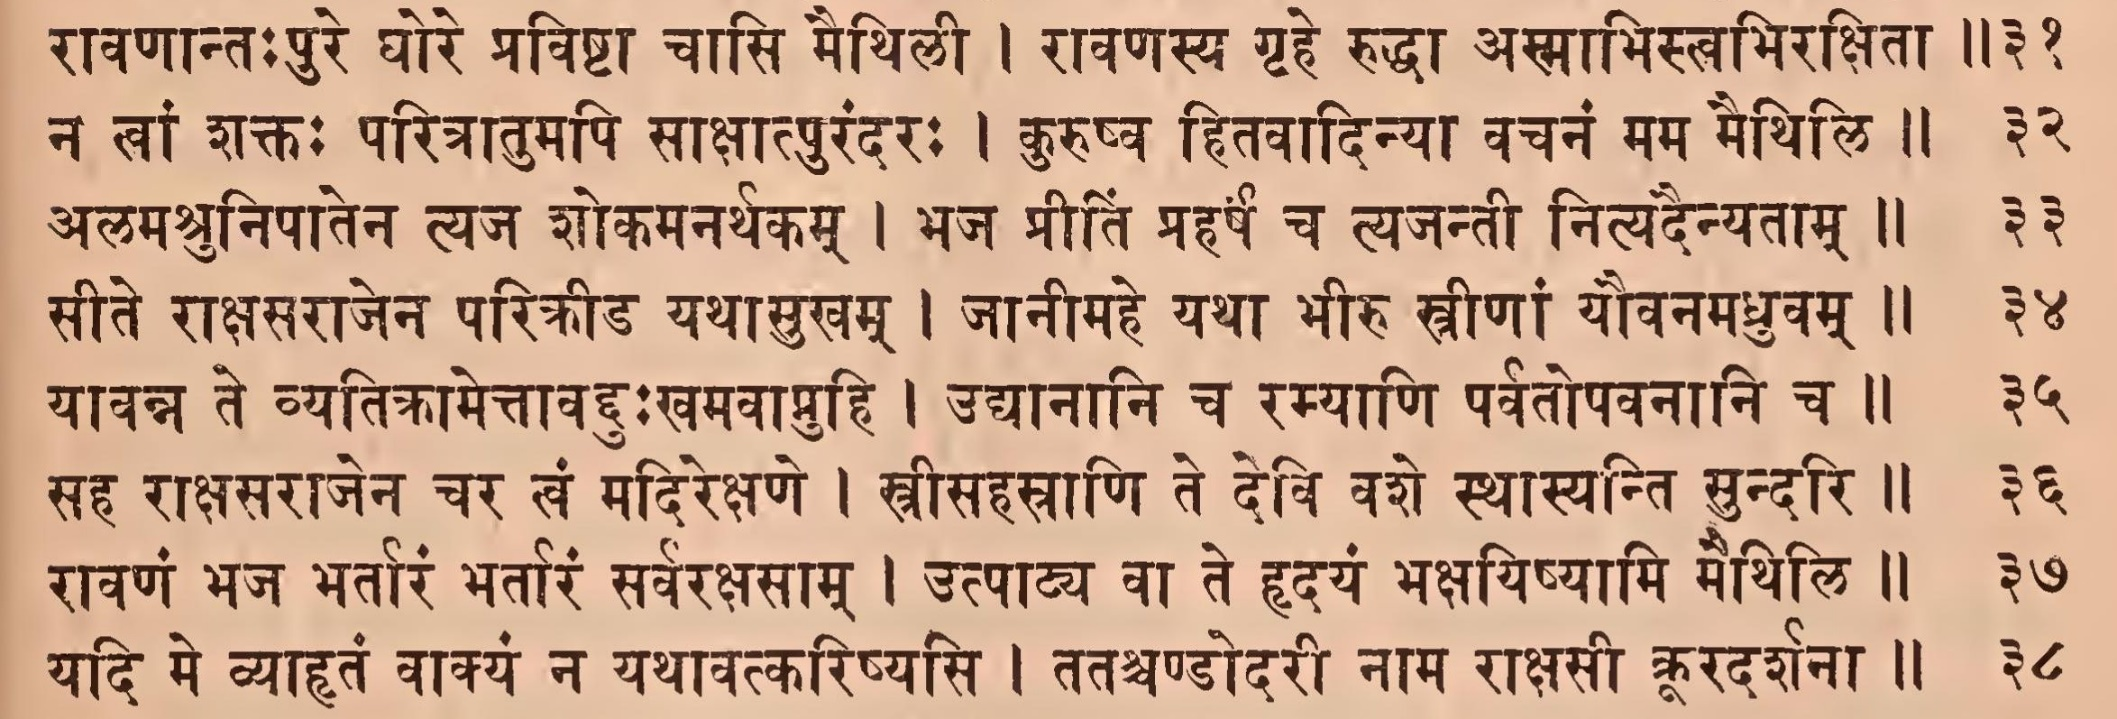 रावणान्तःपुरे घोरे प्रविष्टा चासि मैथिली । रावणस्य गृहे रुद्धा अस्माभिस्त्वभिरक्षिता ॥३१
न त्वां शक्तः परित्रातुमपि साक्षात्पुरंदरः । कुरुष्व हितवादिन्या वचनं मम मैथिलि ॥ ३२
अलमश्रुनिपातेन त्यज शोकमनर्थकम् । भज प्रीतिं प्रहर्षं च त्यजन्ती नित्यदैन्यताम् ॥ ३३
सीते राक्षसराजेन परिक्रीड यथासुखम् । जानीमहे यथा भीरु स्त्रीणां यौवनमध्रुवम् ॥ ३४
यावन्न ते व्यतिक्रामेत्तावद्दुःखमवाप्नुहि । उद्यानानि च रम्याणि पर्वतोपवनानि च ॥ ३५
सह राक्षसराजेन चर त्वं मदिरेक्षणे । स्त्रीसहस्राणि ते देवि वशे स्थास्यन्ति सुन्दरि ॥ ३६
रावणं भज भर्तारं भर्तारं सर्वरक्षसाम् । उत्पाट्य वा ते हृदयं भक्षयिष्यामि मैथिलि ॥ ३७
यदि मे व्याहृतं वाक्यं न यथावत्करिष्यसि । ततश्चण्डोदरी नाम राक्षसी क्रूरदर्शना ॥ ३८